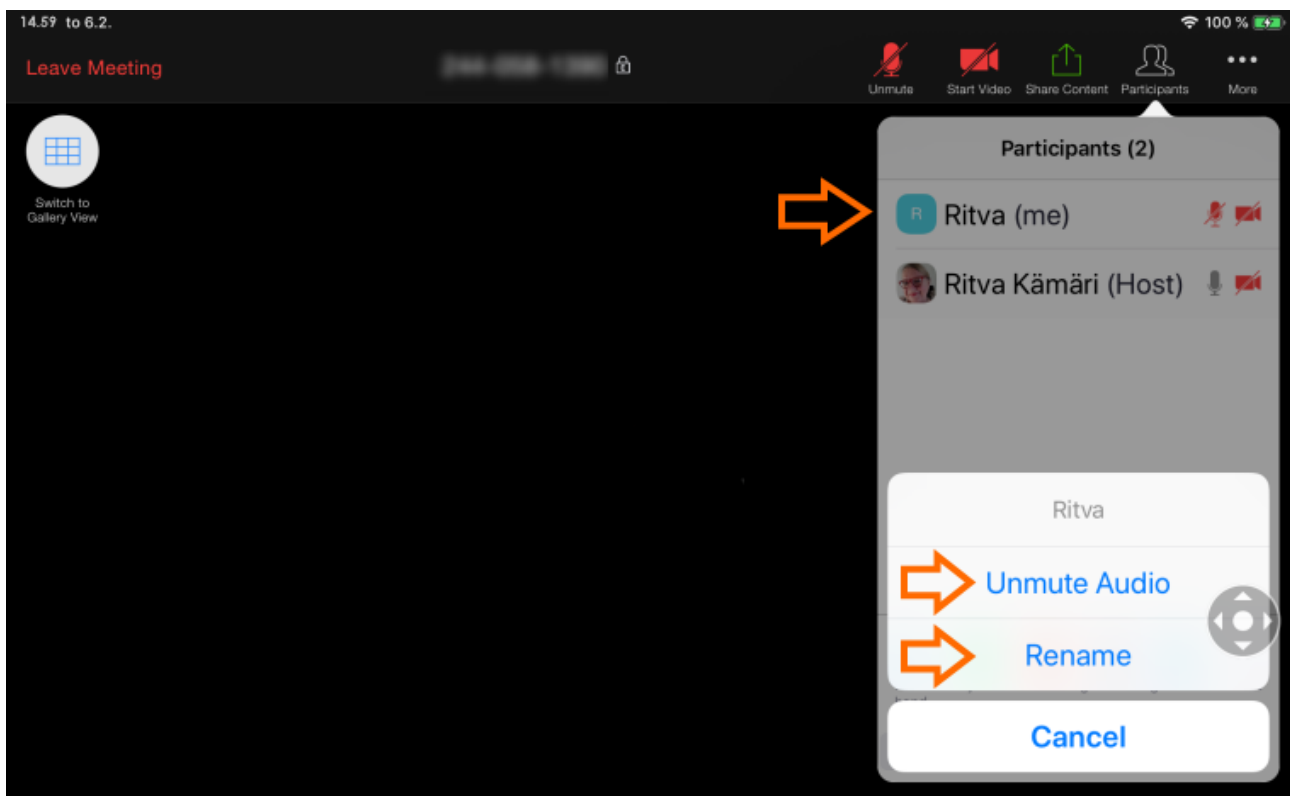 14.59 to 6.2.
100 %
Leave Meeting
Unmute
Start Video
Share Content
Participants
More
Switch to
Gallery View
Participants (2)
R
Ritva (me)
Ritva Kämäri (Host)
Ritva
Unmute Audio
Rename
Cancel